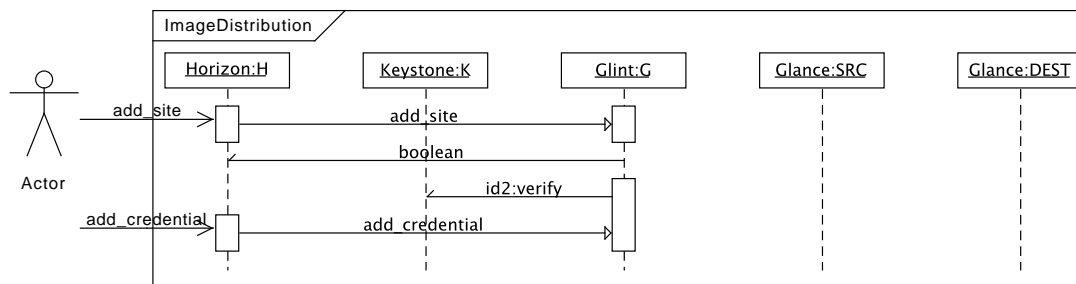 ImageDistribution
Horizon:H
Keystone:K
Glint:G
Glance:SRC
Glance:DEST
add_site
add_site
boolean
id2:verify
Actor
add_credential
add_credential